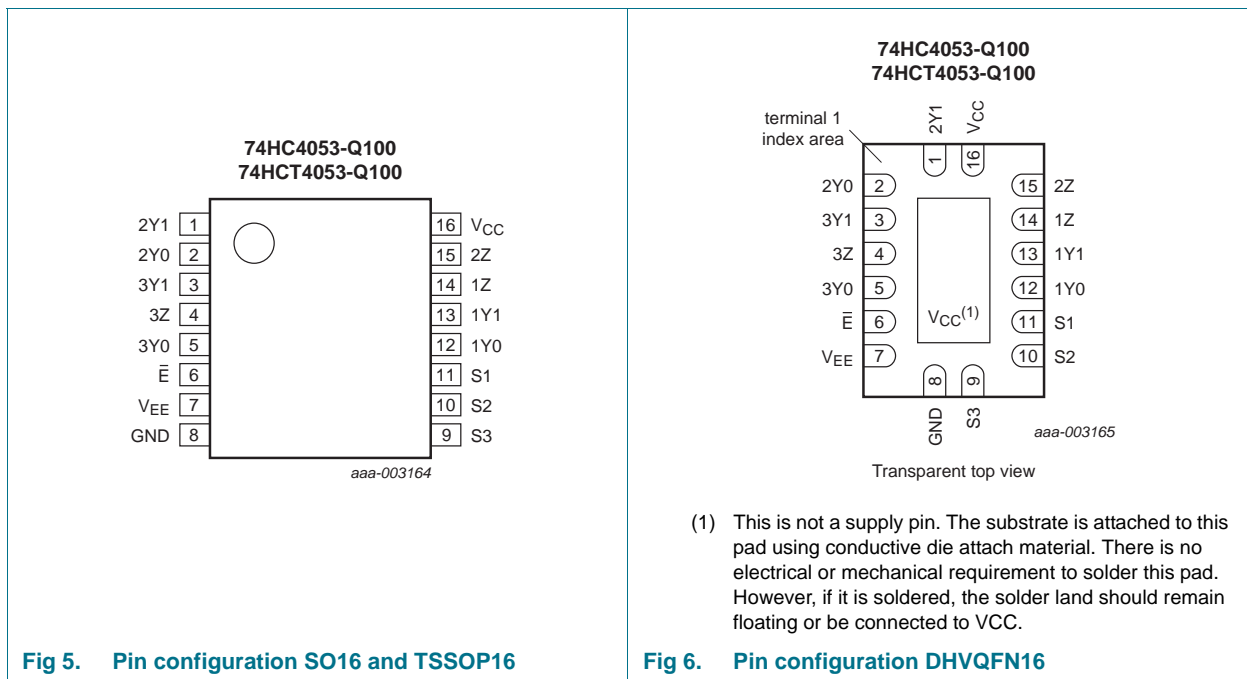 74HC4053-Q100
74HCT4053-Q100
2Y1 1
2Y0 2
3Y1 3
3Z 4
3Y0 5
E̅ 6
VEE 7
GND 8
16 VCC
15 2Z
14 1Z
13 1Y1
12 1Y0
11 S1
10 S2
9 S3
aaa-003164
Fig 5. Pin configuration SO16 and TSSOP16
74HC4053-Q100
74HCT4053-Q100
terminal 1
index area
2Y1
VCC
1
16
2Y0 2
3Y1 3
3Z 4
3Y0 5
E̅ 6
VEE 7
15 2Z
14 1Z
13 1Y1
12 1Y0
11 S1
10 S2
VCC(1)
8
9
GND
S3
aaa-003165
Transparent top view
(1) This is not a supply pin. The substrate is attached to this
pad using conductive die attach material. There is no
electrical or mechanical requirement to solder this pad.
However, if it is soldered, the solder land should remain
floating or be connected to VCC.
Fig 6. Pin configuration DHVQFN16